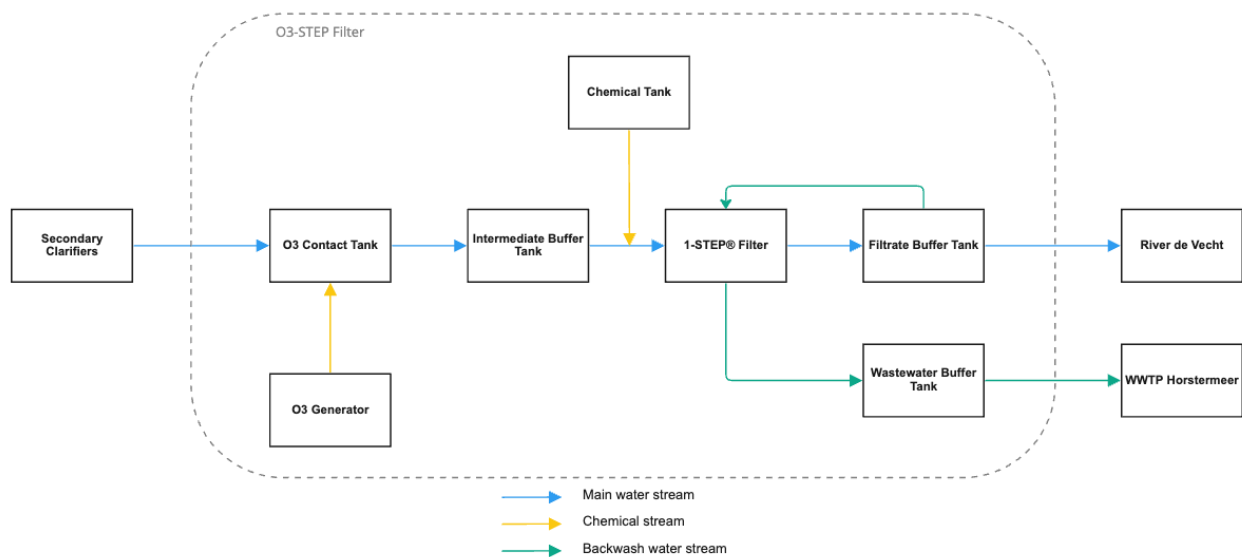 O3-STEP Filter
Chemical Tank
Secondary
Clarifiers
O3 Contact Tank
Intermediate Buffer
Tank
1-STEP® Filter
Filtrate Buffer Tank
River de Vecht
O3 Generator
Wastewater Buffer
Tank
WWTP Horstermeer
Main water stream
Chemical stream
Backwash water stream